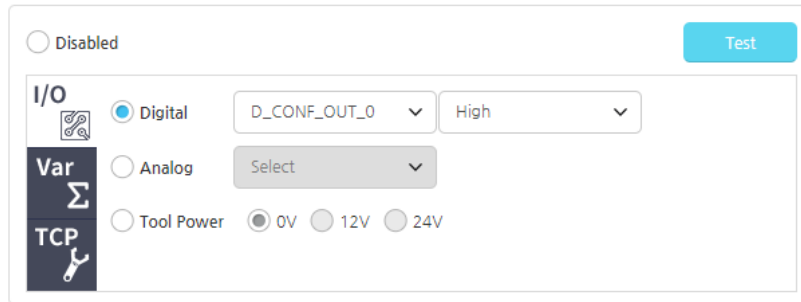 Disabled
Test
I/O
Digital D_CONF_OUT_0 High
Var
Σ
Analog Select
Tool Power 0V 12V 24V
TCP